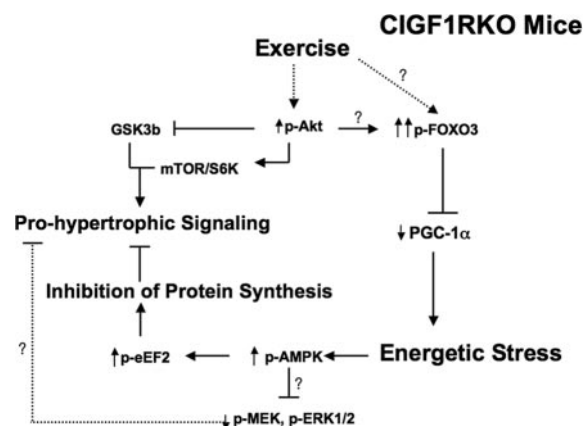 CIGF1RKO Mice
Exercise
?
GSK3b
↑p-Akt
?
↑↑p-FOXO3
mTOR/S6K
Pro-hypertrophic Signaling
↓PGC-1α
Inhibition of Protein Synthesis
?
↑p-eEF2
↑p-AMPK
Energetic Stress
?
↓p-MEK, p-ERK1/2